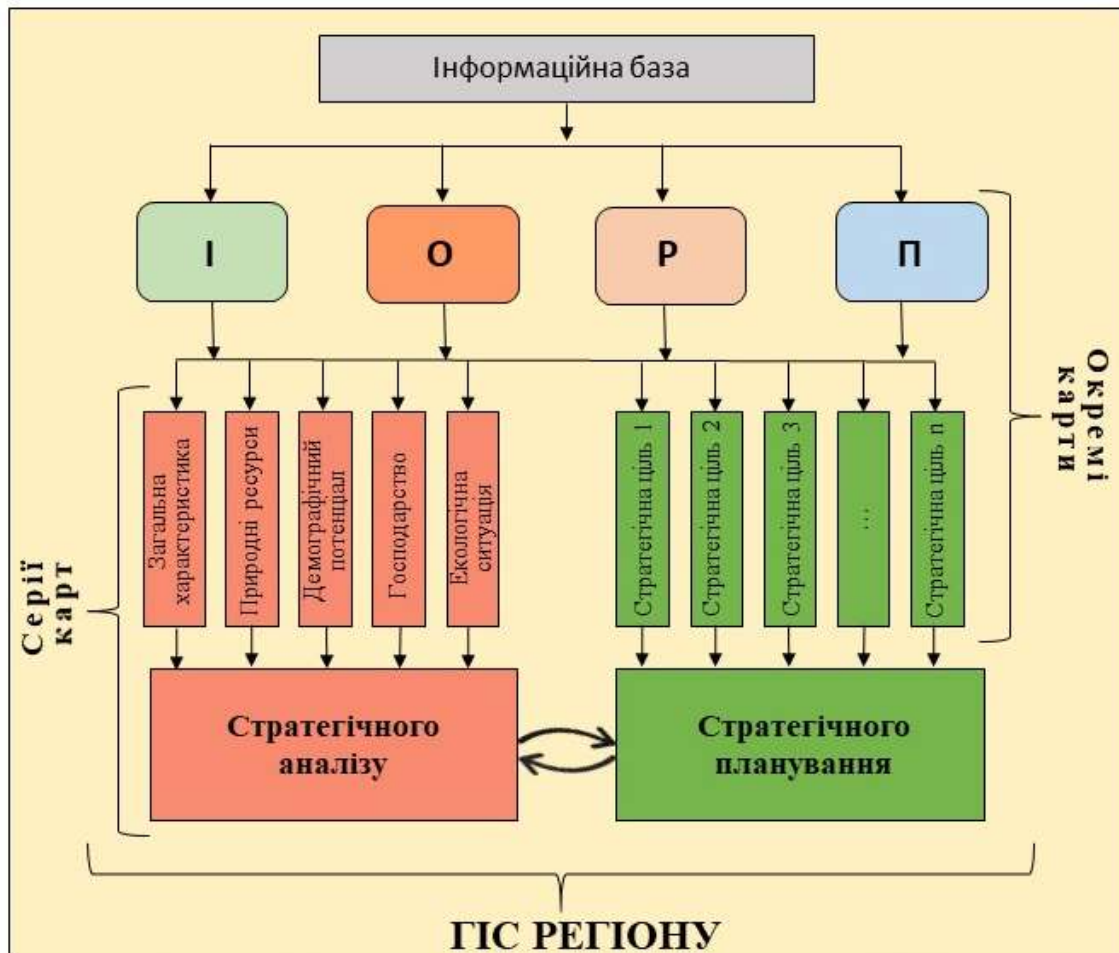 Інформаційна база
І
О
Р
П
Окремі
карти
Серії
карт
Загальна
характеристика
Природні ресурси
Демографічний
потенціал
Господарство
Екологічна
ситуація
Стратегічна ціль 1
Стратегічна ціль 2
Стратегічна ціль 3
...
Стратегічна ціль n
Стратегічного
аналізу
Стратегічного
планування
ГІС РЕГІОНУ